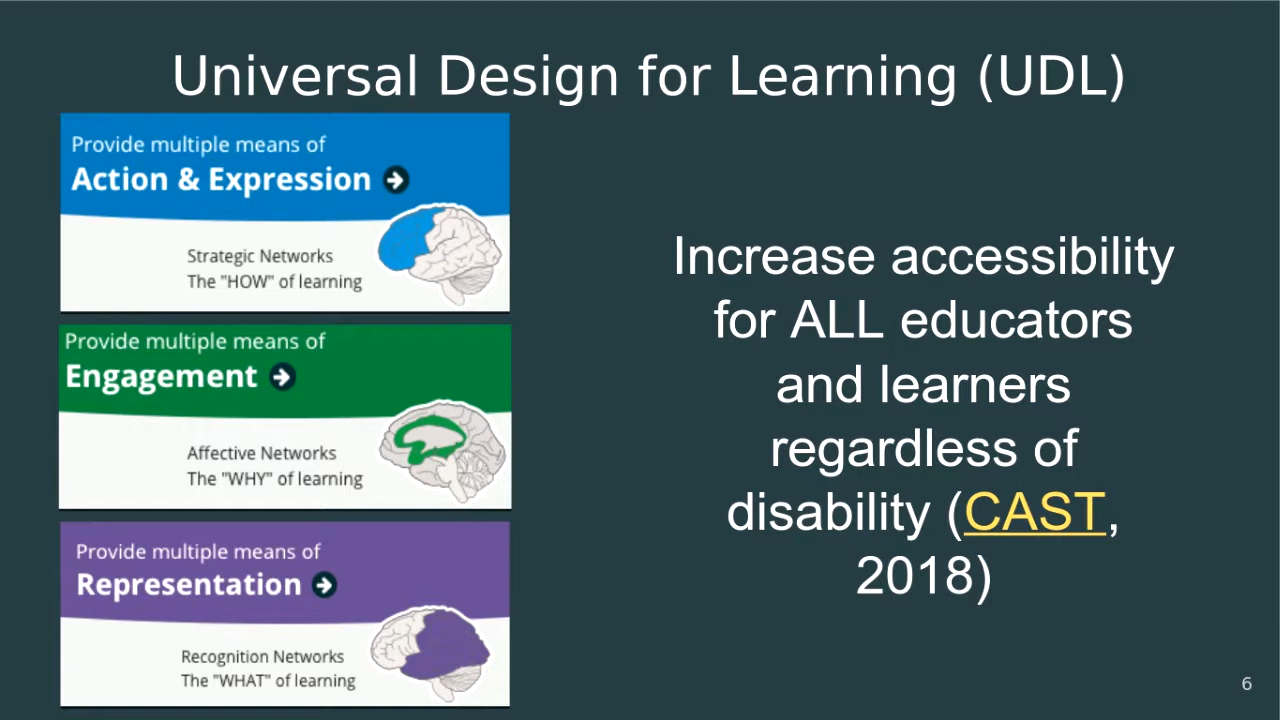 Universal Design for Learning (UDL)
Provide multiple means of
Action & Expression
Strategic Networks
The "HOW" of learning
Provide multiple means of
Engagement
Affective Networks
The "WHY" of learning
Provide multiple means of
Representation
Recognition Networks
The "WHAT" of learning
Increase accessibility
for ALL educators
and learners
regardless of
disability (CAST,
2018)
6